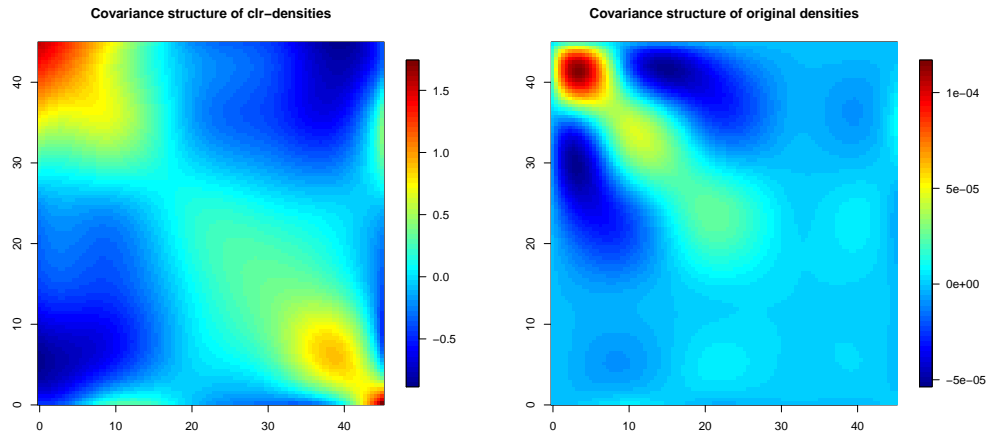 Covariance structure of clr−densities
Covariance structure of original densities
40
30
20
10
0
0 10 20 30 40
1.5
1.0
0.5
0.0
−0.5
40
30
20
10
0
0 10 20 30 40
1e−04
5e−05
0e+00
−5e−05